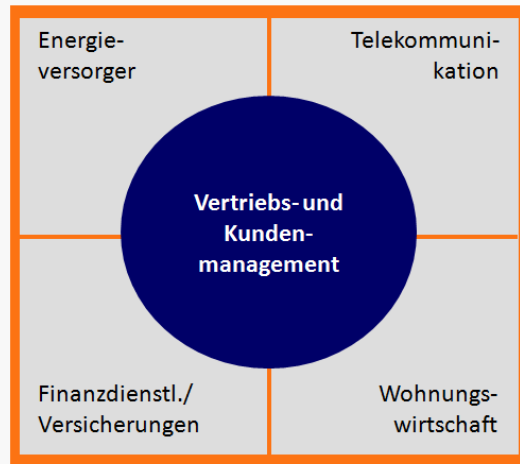 Energie-
versorger
Telekommuni-
kation
Vertriebs- und
Kunden-
management
Finanzdienstl./
Versicherungen
Wohnungs-
wirtschaft